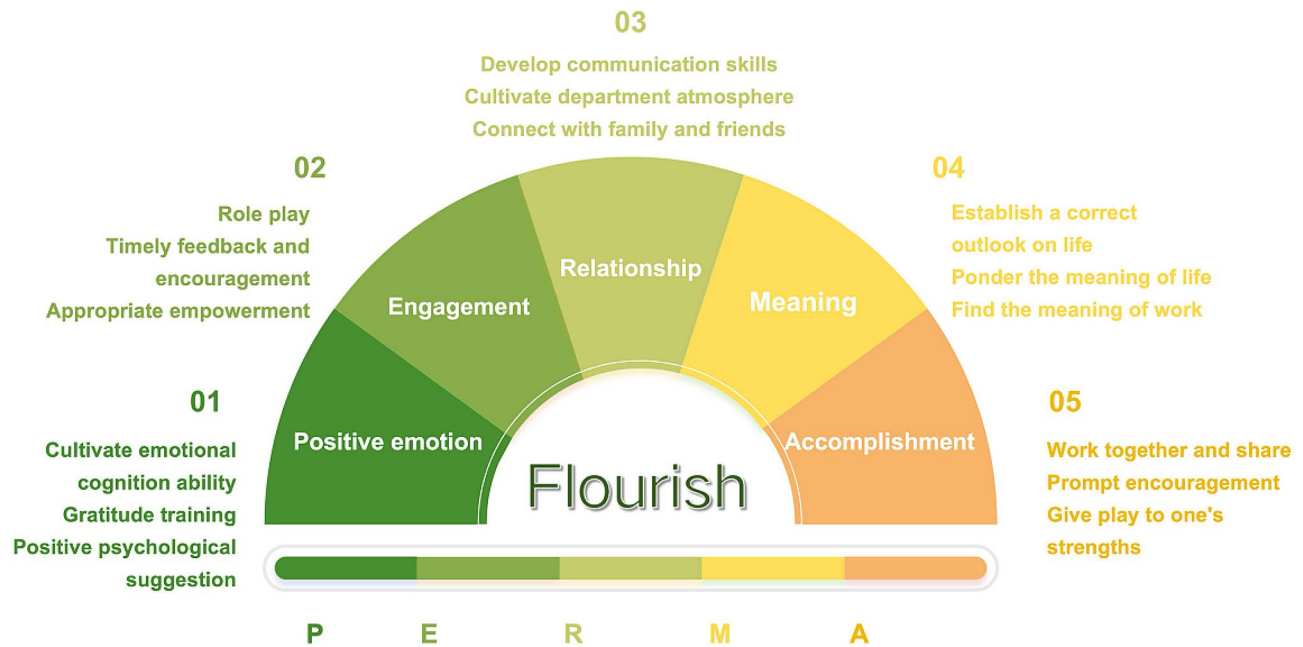 03
Develop communication skills
Cultivate department atmosphere
Connect with family and friends
02
Role play
Timely feedback and
encouragement
Appropriate empowerment
04
Establish a correct
outlook on life
Ponder the meaning of life
Find the meaning of work
01
Cultivate emotional
cognition ability
Gratitude training
Positive psychological
suggestion
05
Work together and share
Prompt encouragement
Give play to one's
strengths
Positive emotion
Engagement
Relationship
Meaning
Accomplishment
Flourish
P E R M A